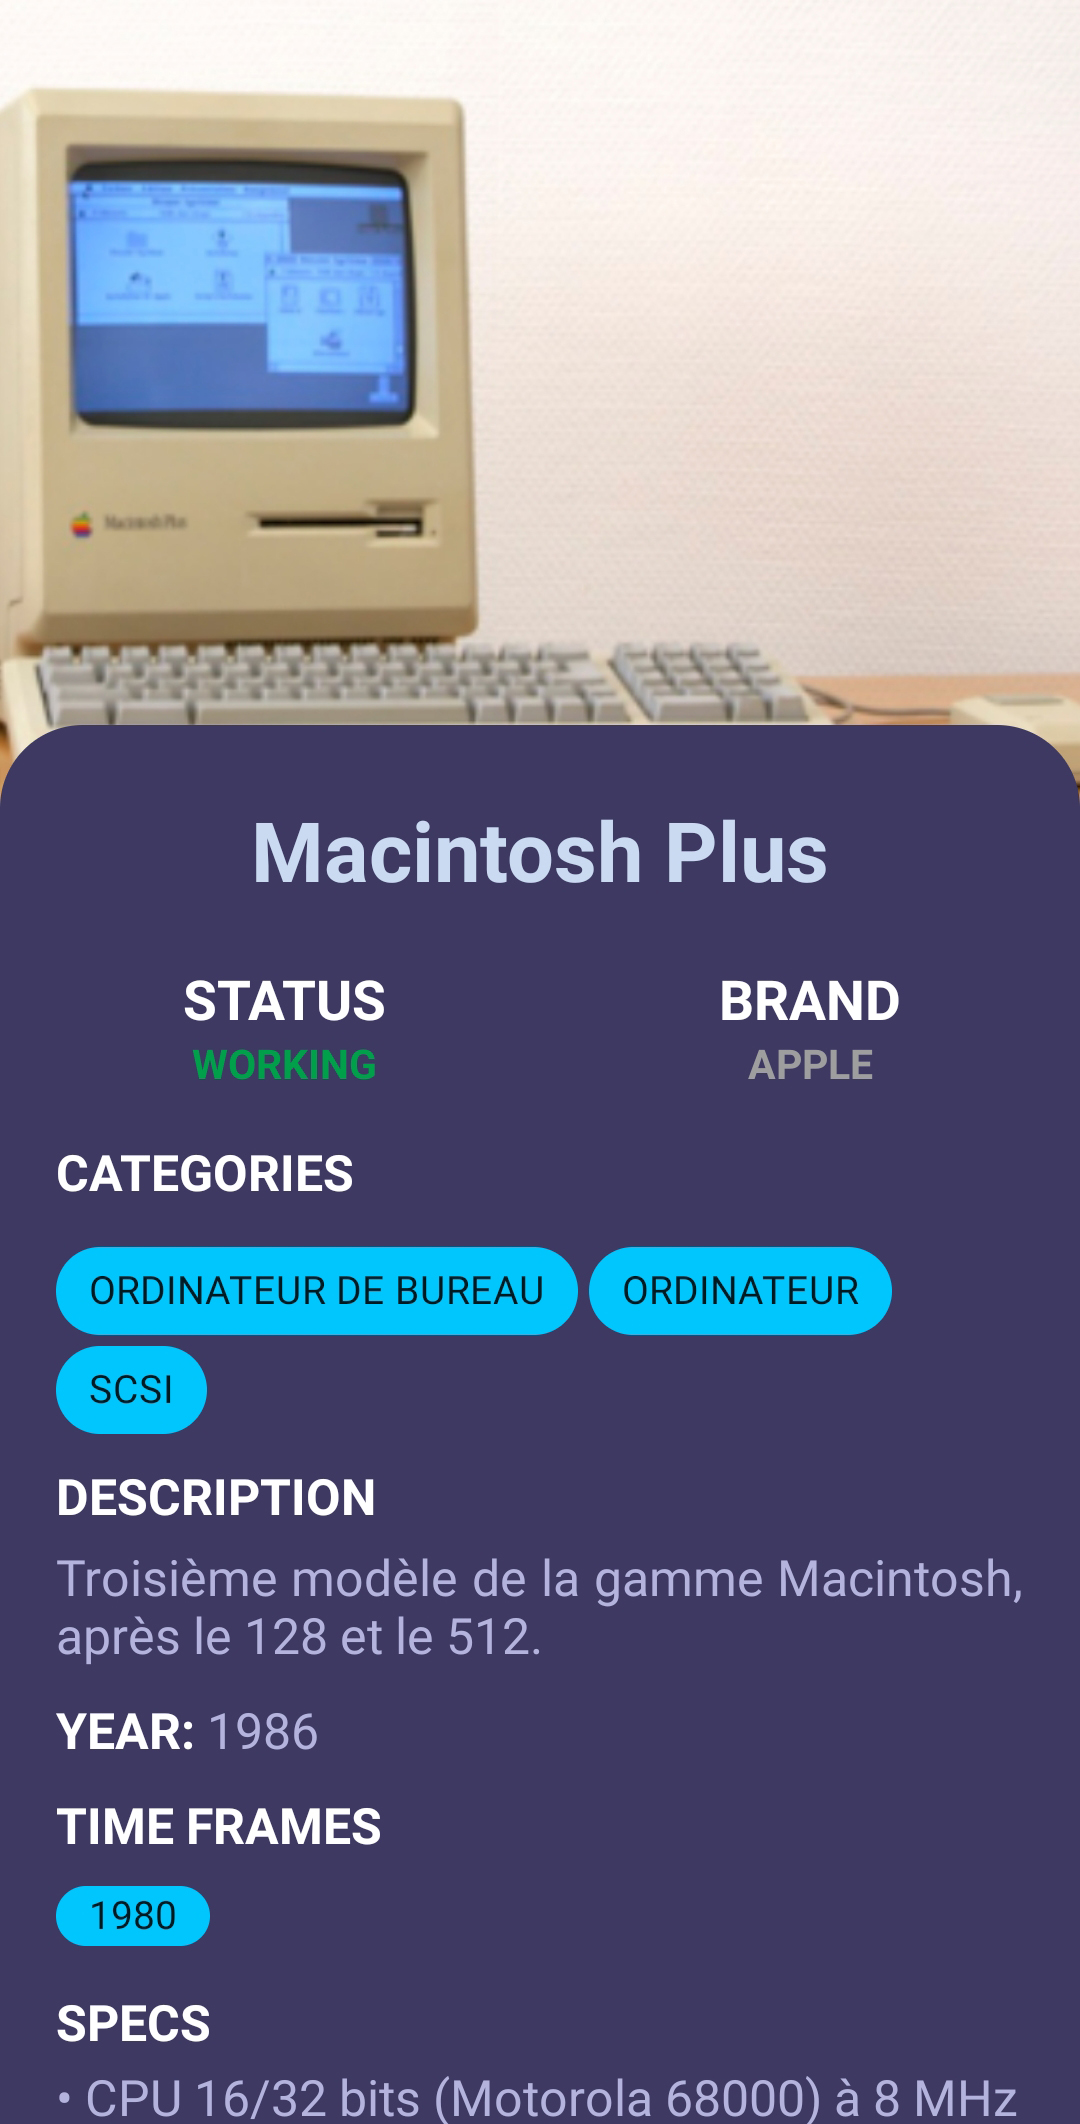 Macintosh Plus
Macintosh Plus
STATUS
BRAND
WORKING
APPLE
CATEGORIES
ORDINATEUR DE BUREAU
ORDINATEUR
SCSI
DESCRIPTION
Troisième modèle de la gamme Macintosh,
après le 128 et le 512.
YEAR: 1986
TIME FRAMES
1980
SPECS
• CPU 16/32 bits (Motorola 68000) à 8 MHz